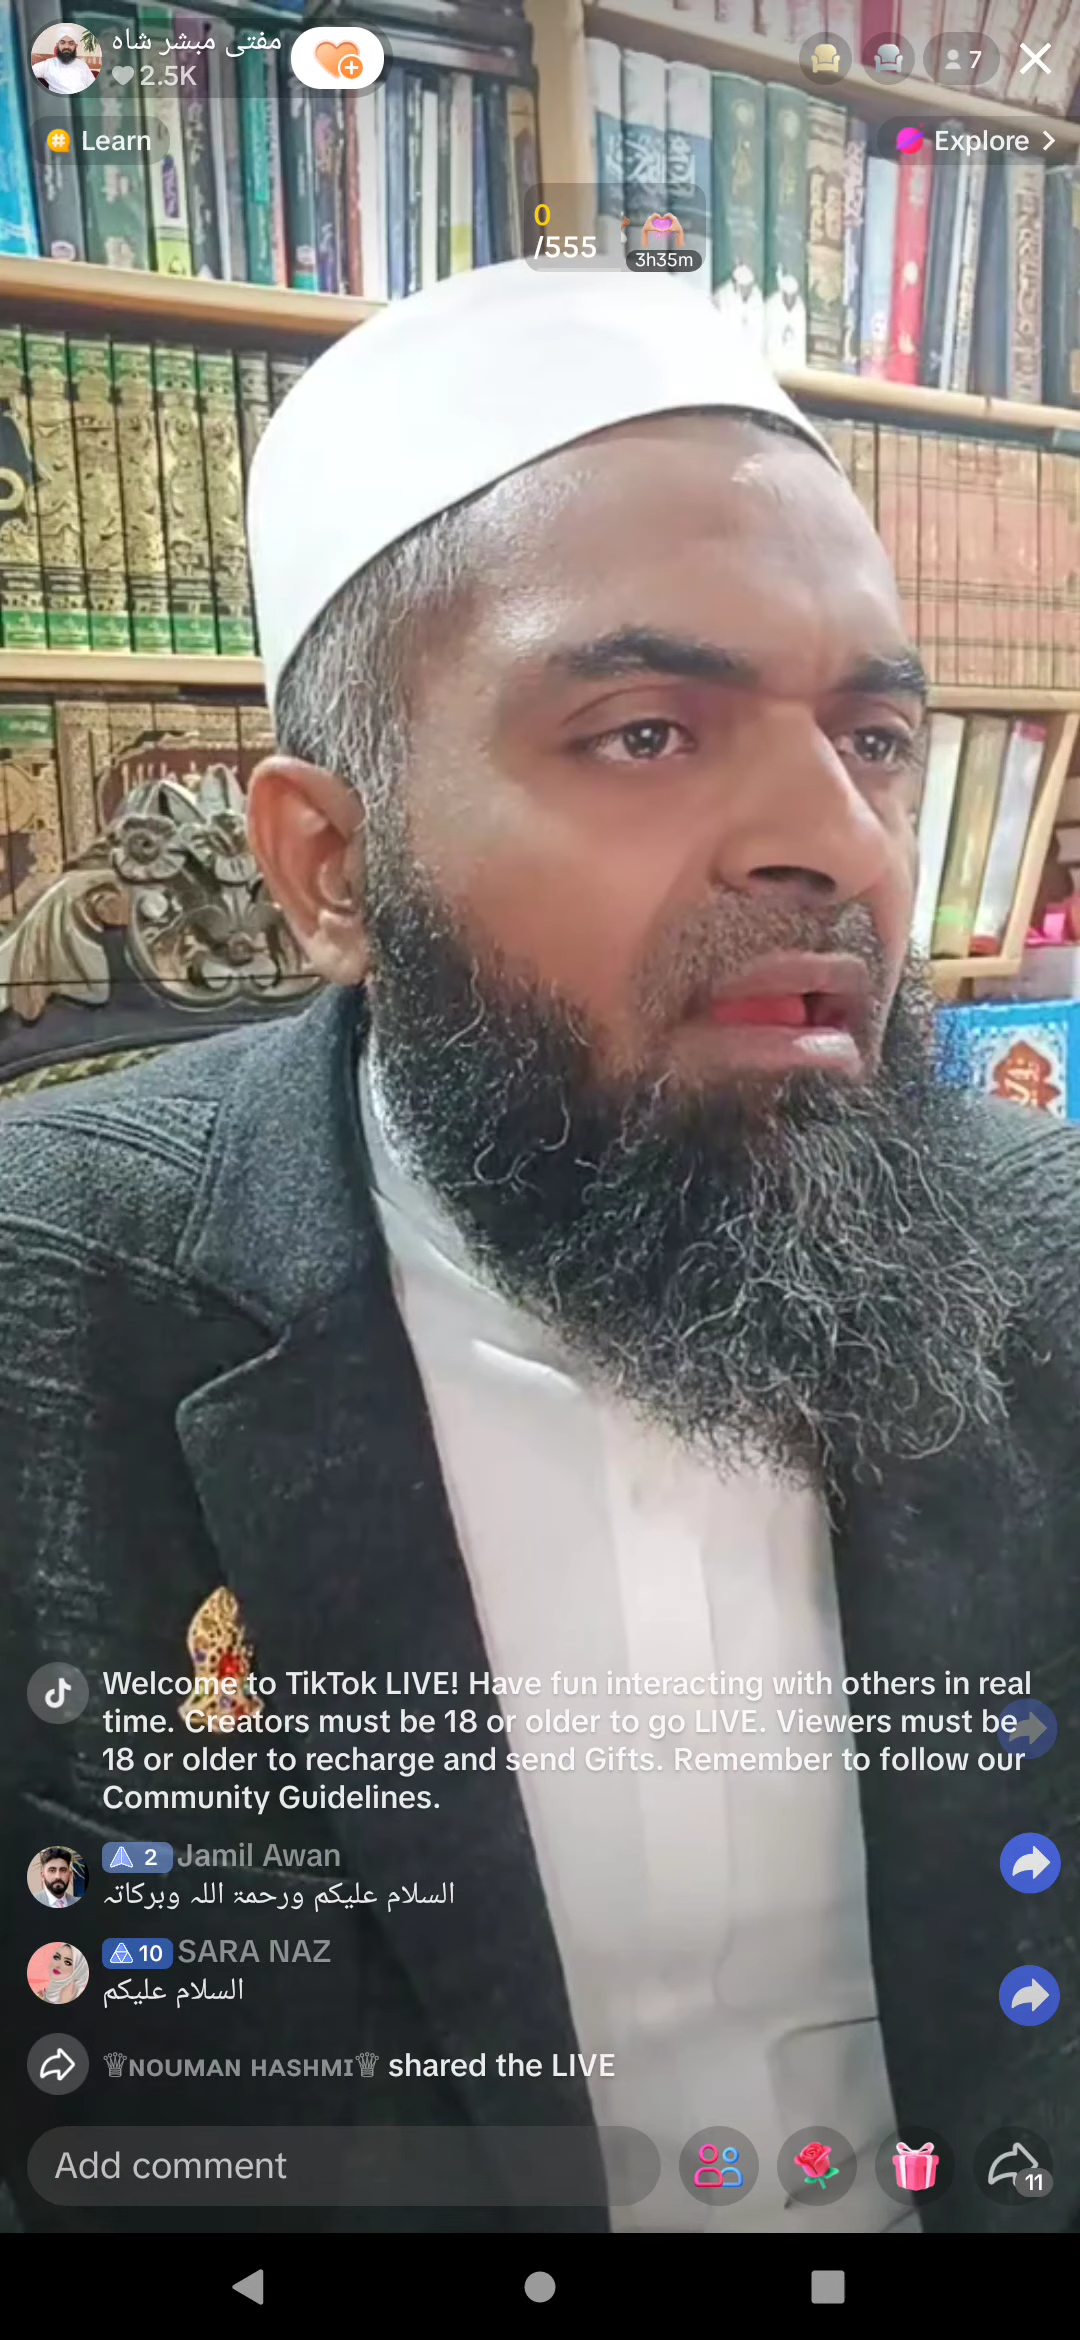 مفتی مبشر شاہ
2.5K
7
Learn
Explore
0
/555
3h35m
Welcome to TikTok LIVE! Have fun interacting with others in real
time. Creators must be 18 or older to go LIVE. Viewers must be
18 or older to recharge and send Gifts. Remember to follow our
Community Guidelines.
2 Jamil Awan
السلام علیکم ورحمۃ اللہ وبرکاتہ
10 SARA NAZ
السلام علیکم
♕ɴᴏᴜᴍᴀɴ ʜᴀsʜᴍɪ♕ shared the LIVE
Add comment
11